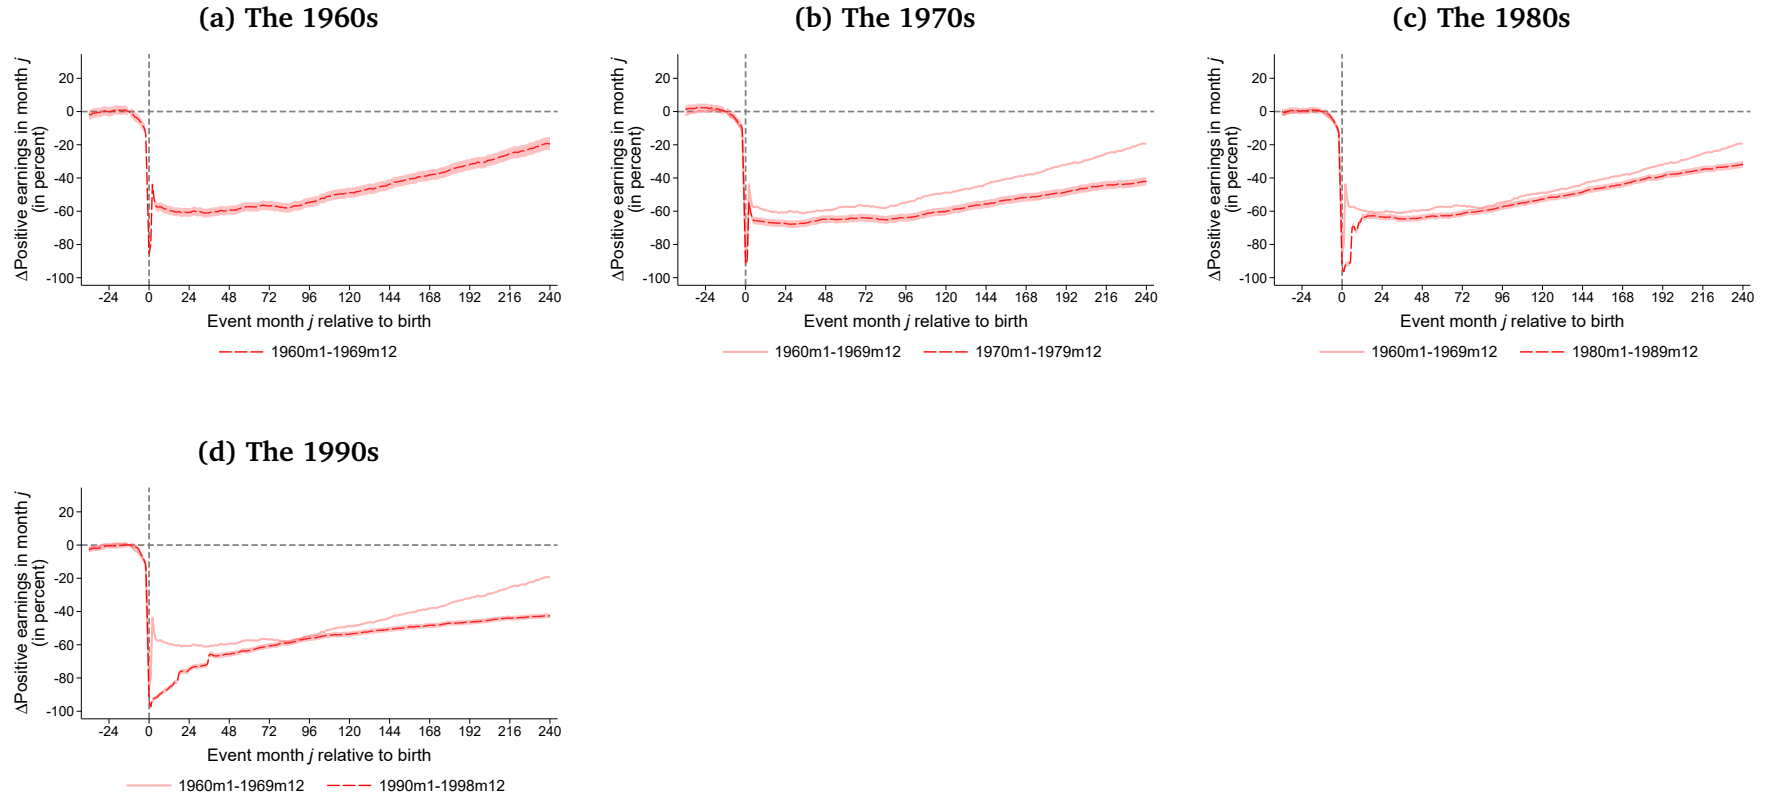 (a) The 1960s
ΔPositive earnings in month j
(in percent)
20
0
-20
-40
-60
-80
-100
-24 0 24 48 72 96 120 144 168 192 216 240
Event month j relative to birth
1960m1-1969m12
(b) The 1970s
ΔPositive earnings in month j
(in percent)
20
0
-20
-40
-60
-80
-100
-24 0 24 48 72 96 120 144 168 192 216 240
Event month j relative to birth
1960m1-1969m12 1970m1-1979m12
(c) The 1980s
ΔPositive earnings in month j
(in percent)
20
0
-20
-40
-60
-80
-100
-24 0 24 48 72 96 120 144 168 192 216 240
Event month j relative to birth
1960m1-1969m12 1980m1-1989m12
(d) The 1990s
ΔPositive earnings in month j
(in percent)
20
0
-20
-40
-60
-80
-100
-24 0 24 48 72 96 120 144 168 192 216 240
Event month j relative to birth
1960m1-1969m12 1990m1-1998m12